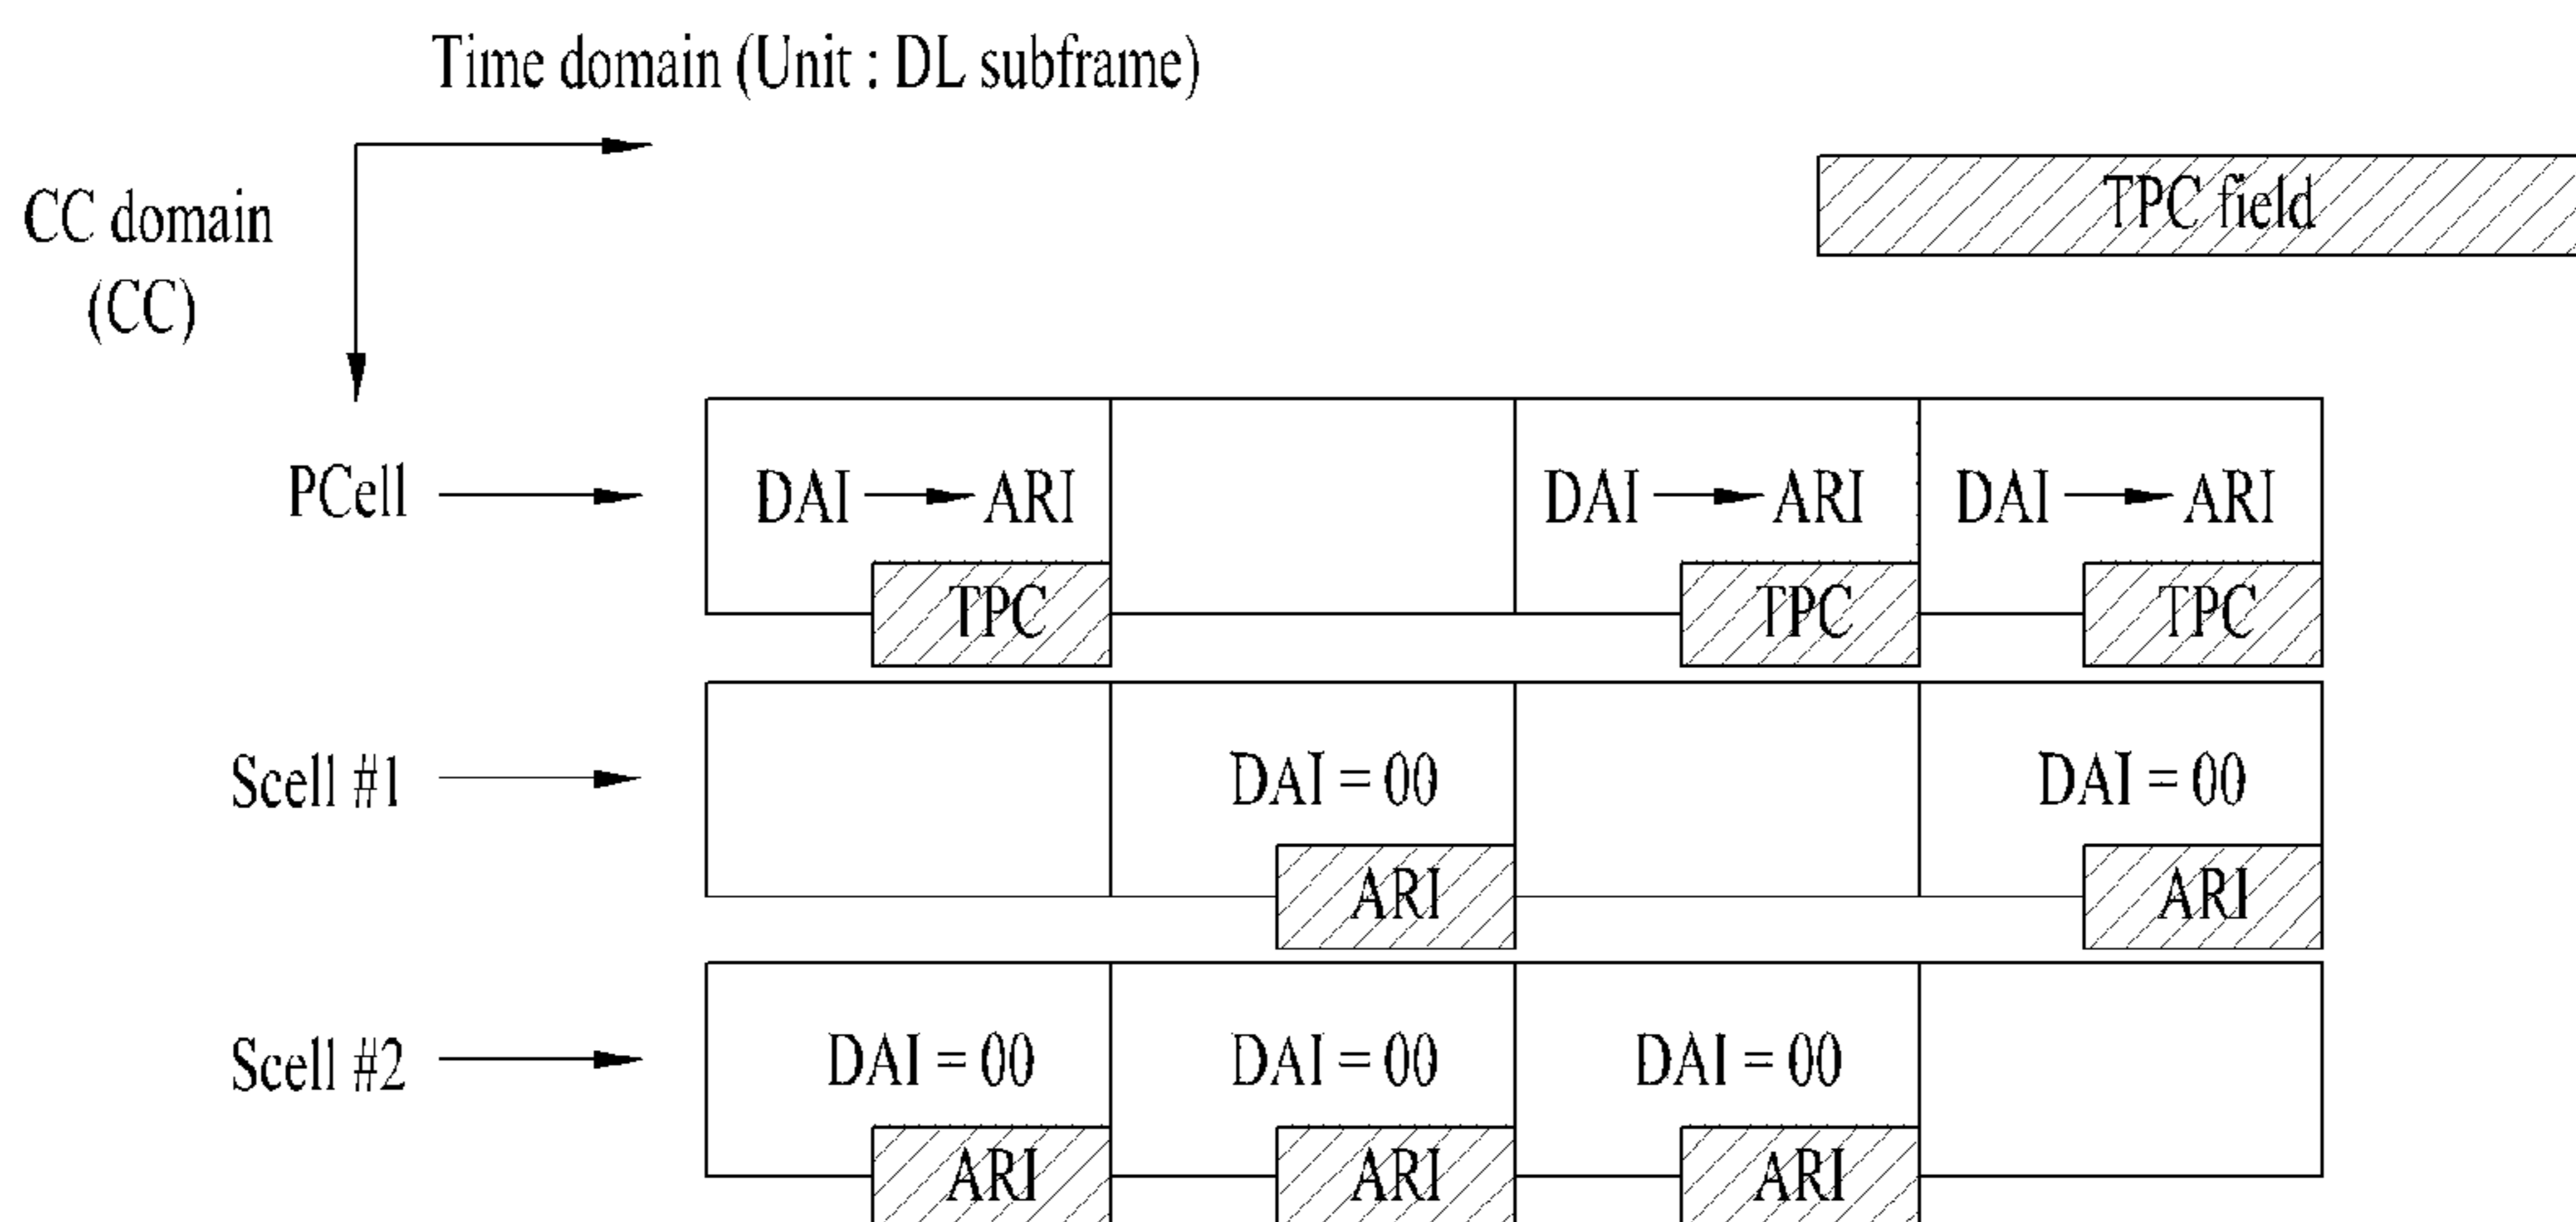 Time domain (Unit : DL subframe)
CC domain
(CC)
TPC field
PCell
DAI ARI
DAI ARI
DAI ARI
TPC
TPC
TPC
Scell #1
DAI = 00
DAI = 00
ARI
ARI
Scell #2
DAI = 00
DAI = 00
DAI = 00
ARI
ARI
ARI